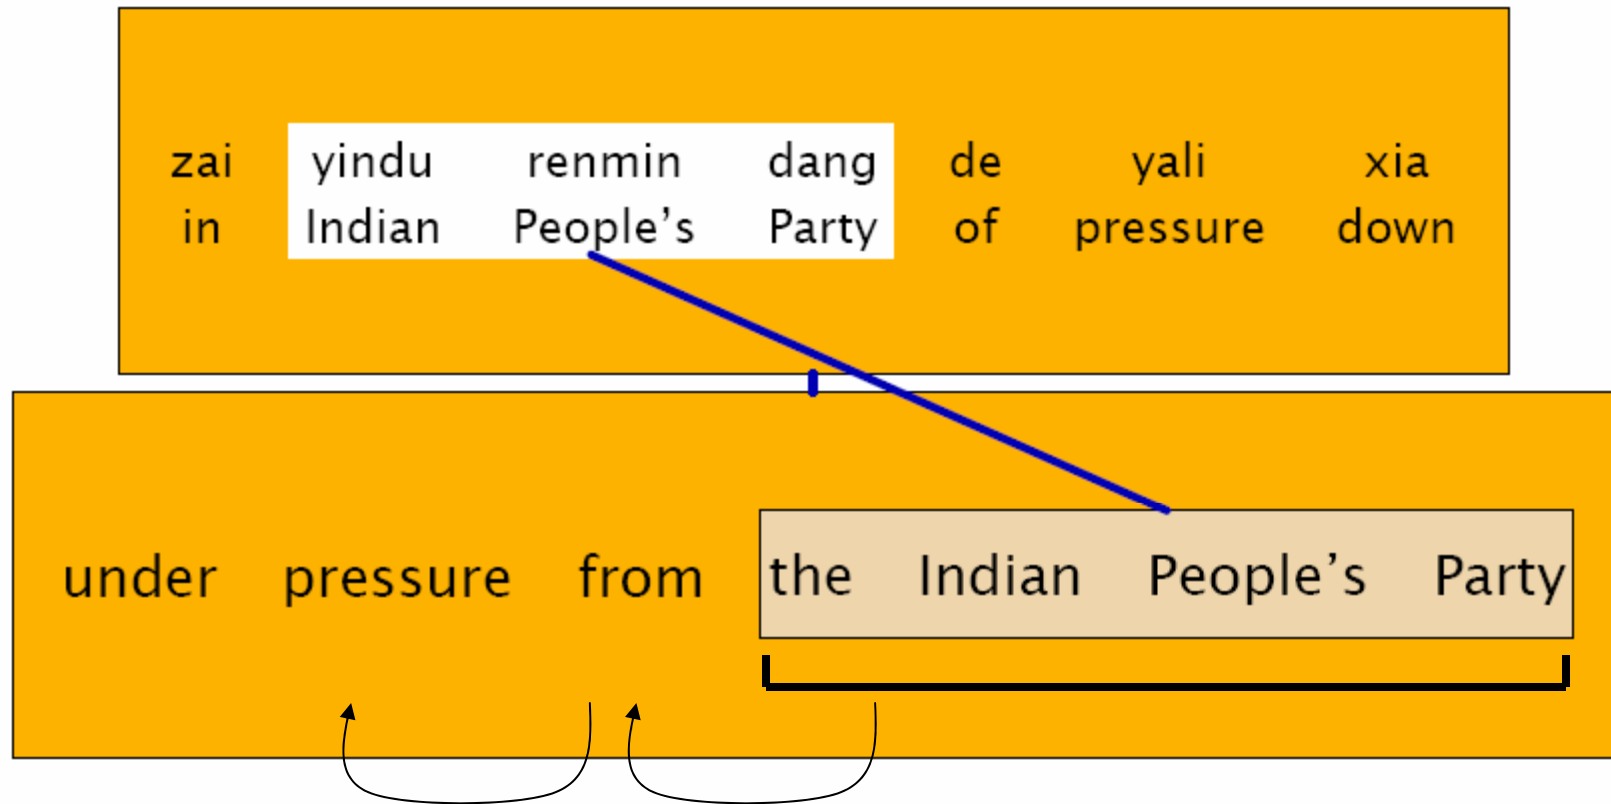 zai yindu renmin dang de yali xia
in Indian People’s Party of pressure down
under pressure from the Indian People’s Party